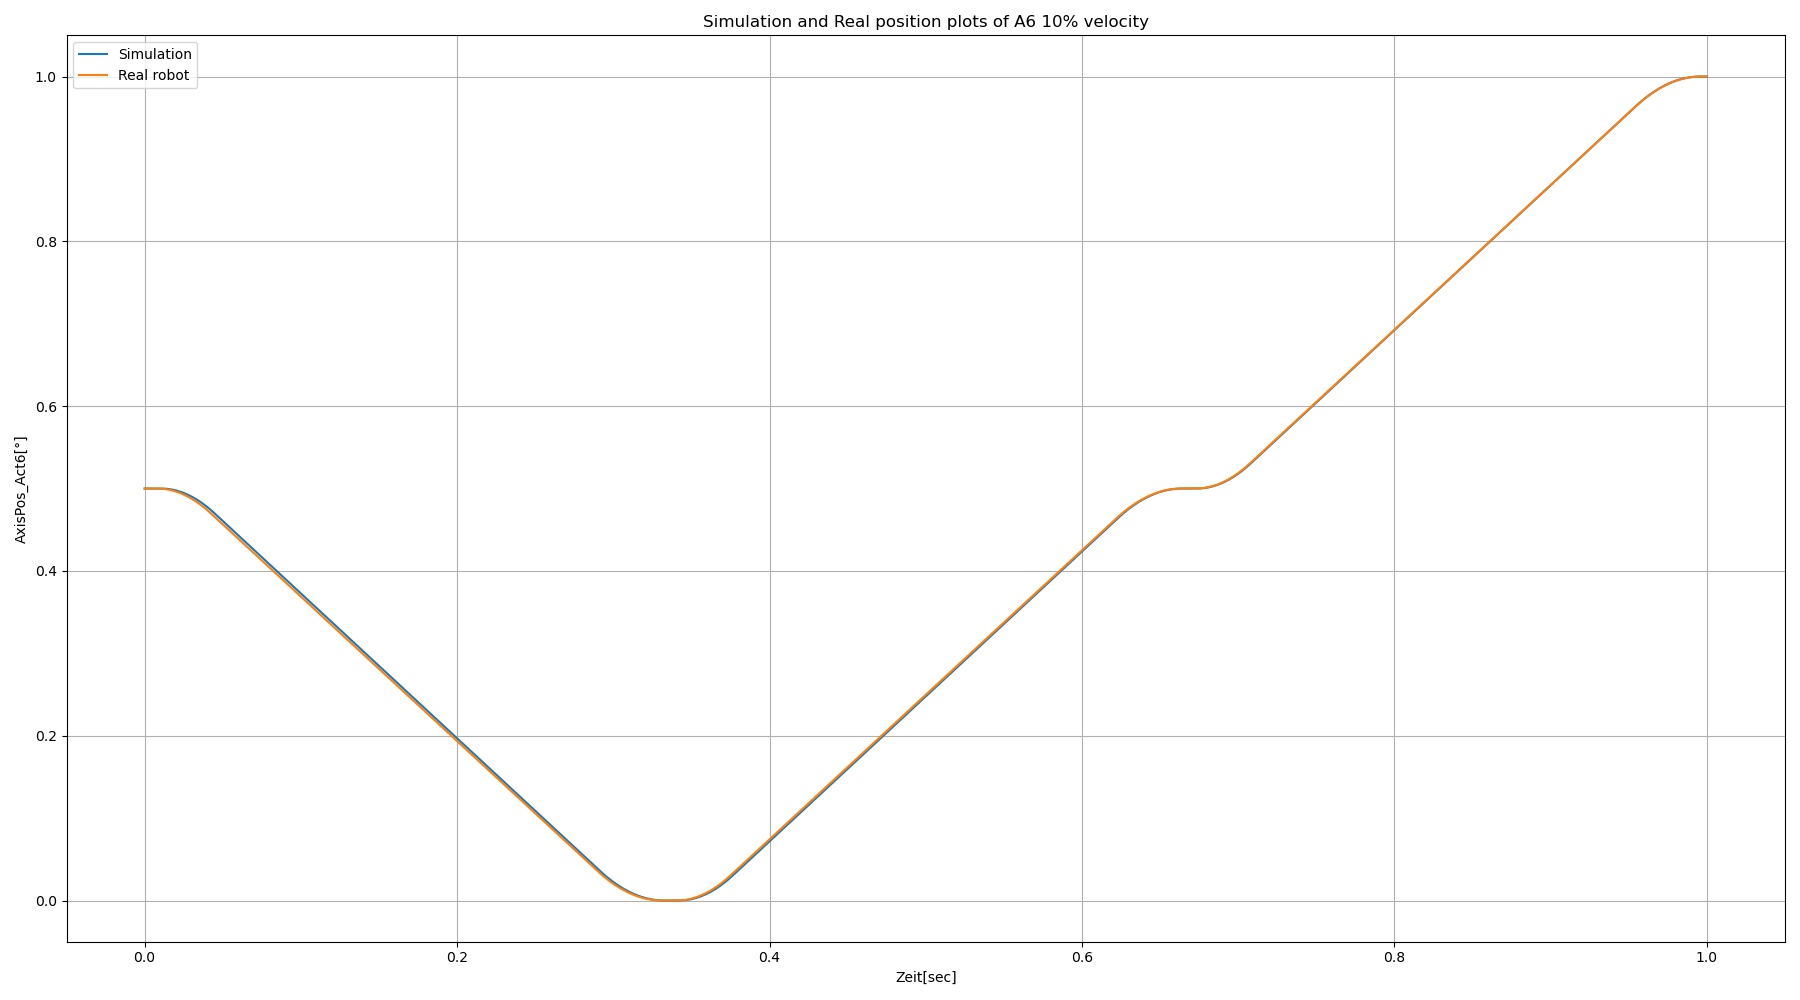 Simulation and Real position plots of A6 10% velocity
Simulation
Real robot
AxisPos_Act6[°]
1.0
0.8
0.6
0.4
0.2
0.0
0.0 0.2 0.4 0.6 0.8 1.0
Zeit[sec]